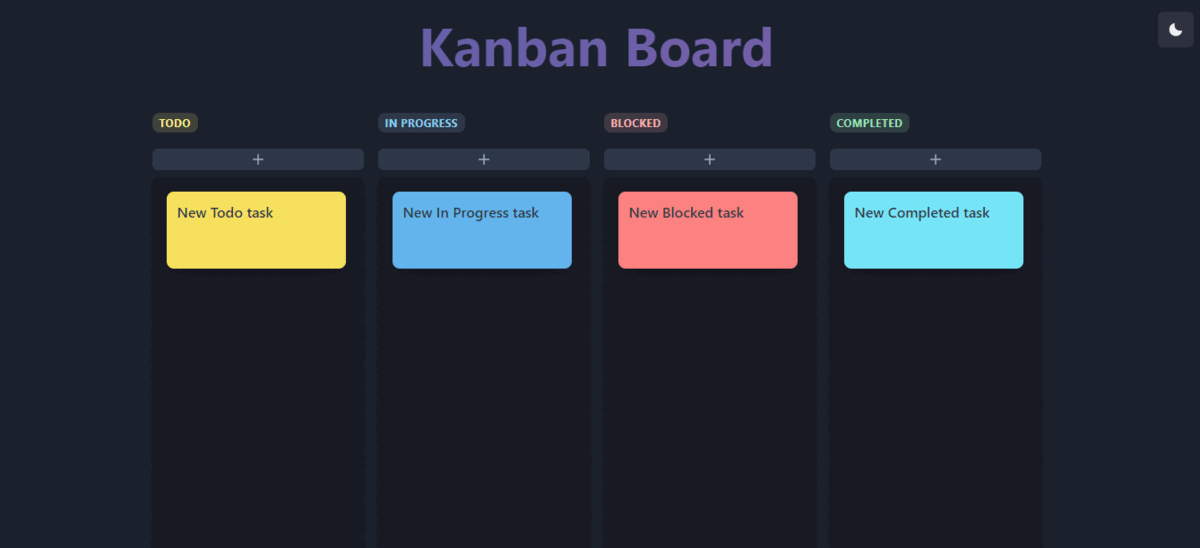 Kanban Board
TODO
IN PROGRESS
BLOCKED
COMPLETED
+
+
+
+
New Todo task
New In Progress task
New Blocked task
New Completed task